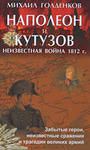 МИХАИЛ ГОЛДЕНКОВ
НАПОЛЕОН
И
КУТУЗОВ
НЕИЗВЕСТНАЯ ВОЙНА 1812 г.
Забытые герои,
неизвестные сражения
и трагедии великих армий